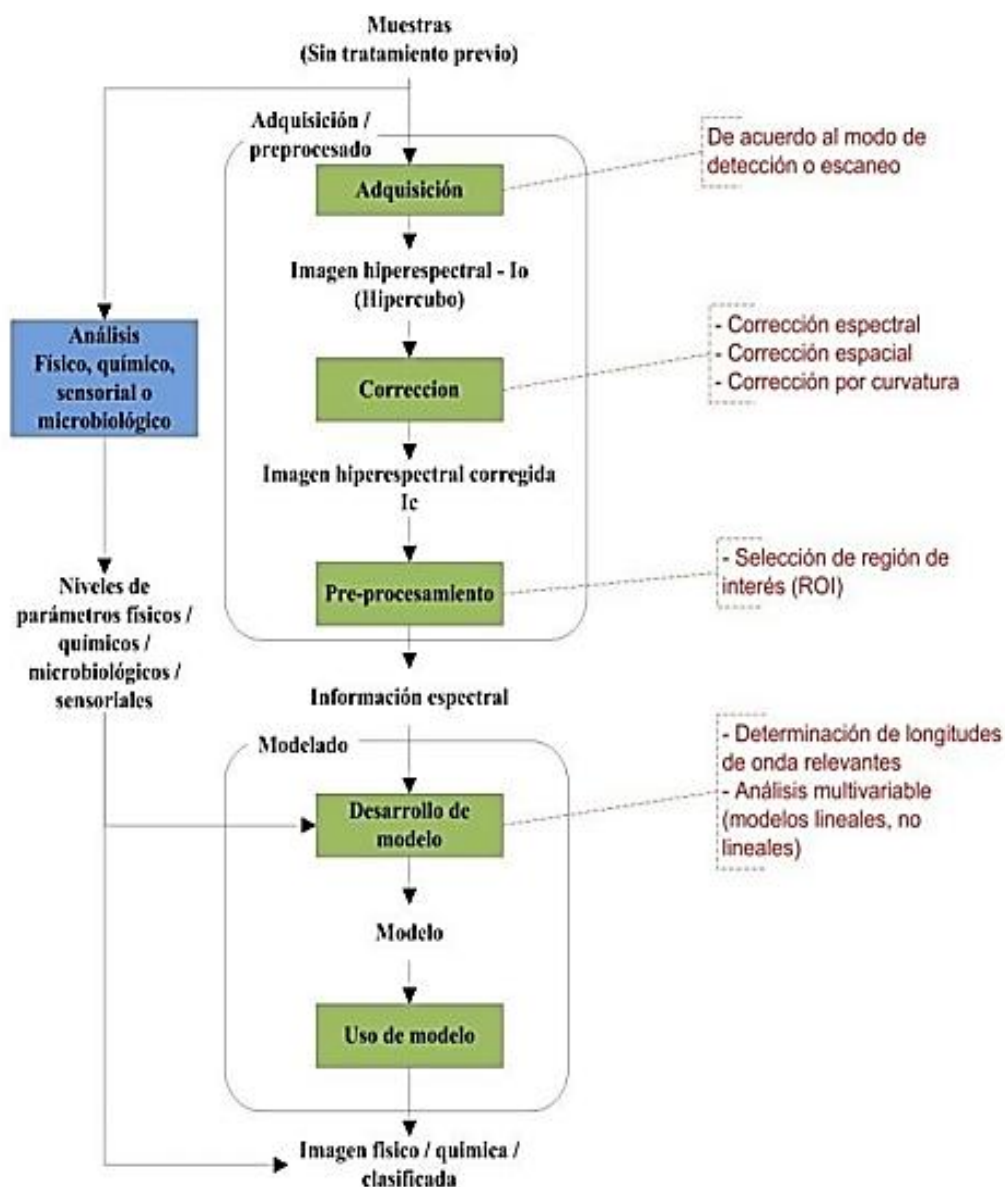 Muestras
(Sin tratamiento previo)
Adquisición /
preprocesado
De acuerdo al modo de
detección o escaneo
Adquisición
Imagen hiperespectral - Io
(Hipercubo)
Análisis
Físico, químico,
sensorial o
microbiológico
Correccion
- Corrección espectral
- Corrección espacial
- Corrección por curvatura
Imagen hiperespectral corregida
Ic
Pre-procesamiento
- Selección de región de
interés (ROI)
Niveles de
parámetros físicos /
químicos /
microbiológicos /
sensoriales
Información espectral
Modelado
Desarrollo de
modelo
- Determinación de longitudes
de onda relevantes
- Análisis multivariable
(modelos lineales, no
lineales)
Modelo
Uso de modelo
Imagen físico / química /
clasificada